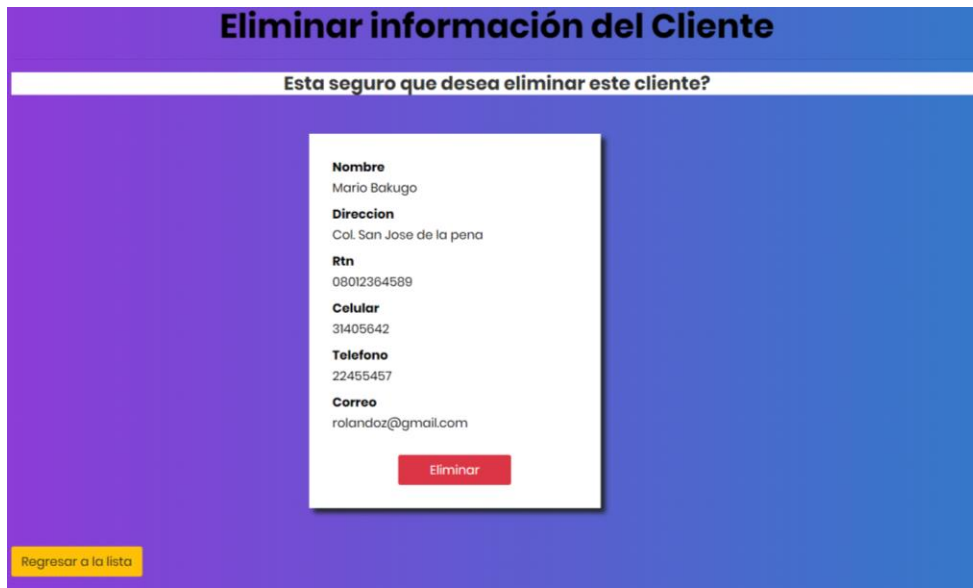 Eliminar información del Cliente
Esta seguro que desea eliminar este cliente?
Nombre
Mario Bakugo
Direccion
Col. San Jose de la pena
Rtn
08012364589
Celular
31405642
Telefono
22455457
Correo
rolandoz@gmail.com
Eliminar
Regresar a la lista